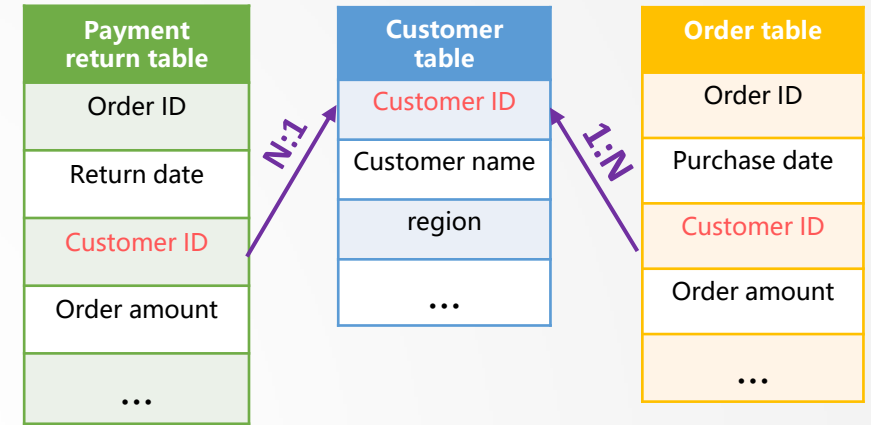 Payment
return table
Order ID
Return date
Customer ID
Order amount
...
N:1
Customer
table
Customer ID
Customer name
region
...
1:N
Order table
Order ID
Purchase date
Customer ID
Order amount
...